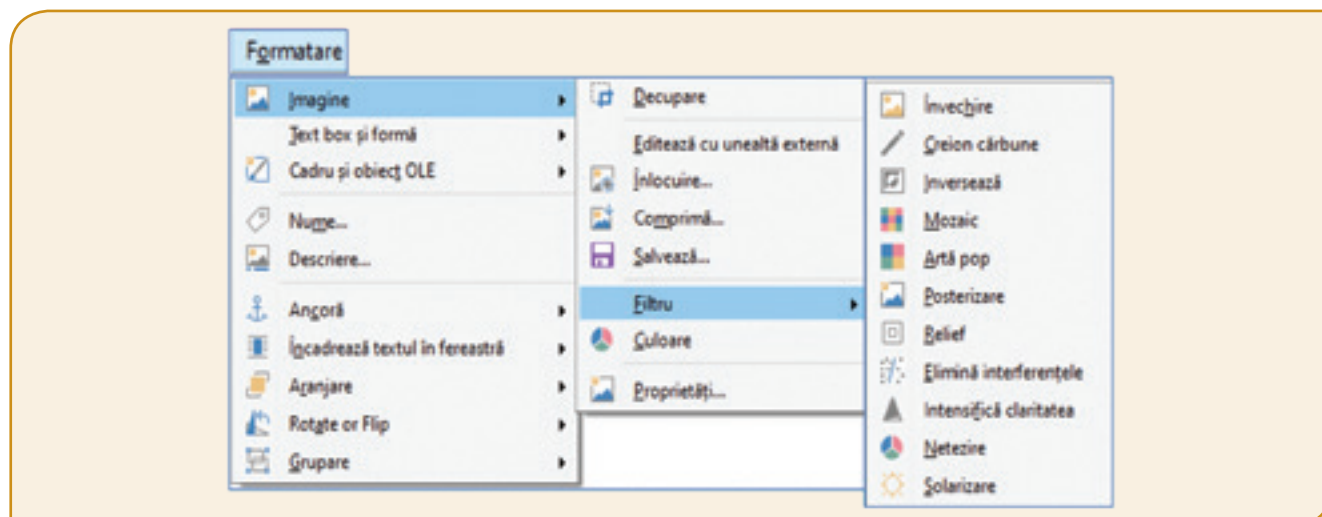 Formatare
Imagine
Text box și formă
Cadru și obiect OLE
Nume...
Descriere...
Ancoră
Încadrează textul în fereastră
Aranjare
Rotate or Flip
Grupare
Decupare
Editează cu unealtă externă
Înlocuire...
Comprimă...
Salvează...
Filtru
Culoare
Proprietăți...
Învechire
Creion cărbune
Inversează
Mozaic
Artă pop
Posterizare
Relief
Elimină interferențele
Intensifică claritatea
Netezire
Solarizare